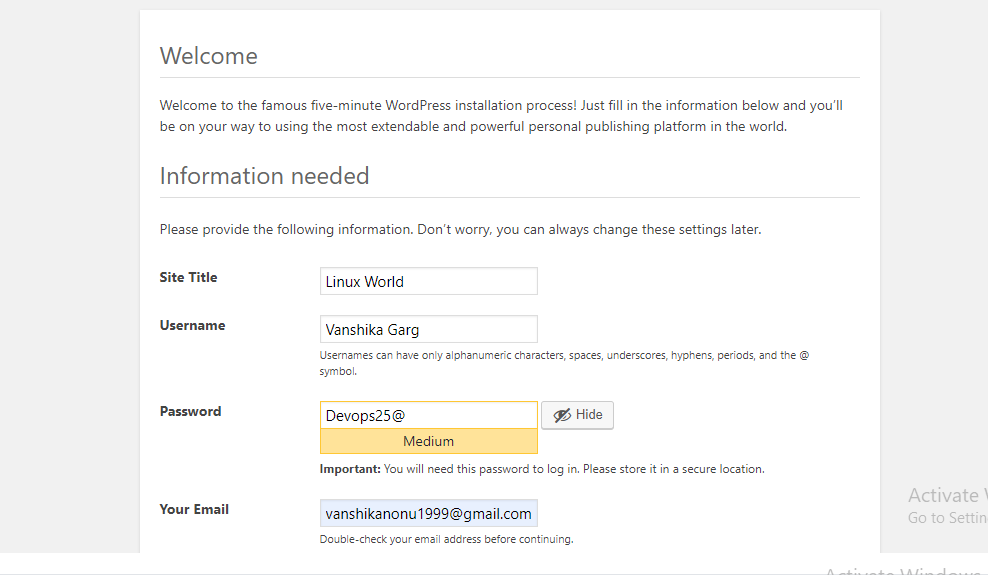 Welcome
Welcome to the famous five-minute WordPress installation process! Just fill in the information below and you’ll
be on your way to using the most extendable and powerful personal publishing platform in the world.
Information needed
Please provide the following information. Don’t worry, you can always change these settings later.
Site Title
Linux World
Username
Vanshika Garg
Usernames can have only alphanumeric characters, spaces, underscores, hyphens, periods, and the @
symbol.
Password
Devops25@
Hide
Medium
Important: You will need this password to log in. Please store it in a secure location.
Your Email
vanshikanonu1999@gmail.com
Double-check your email address before continuing.
Activate
Go to Settin
Activate Windows